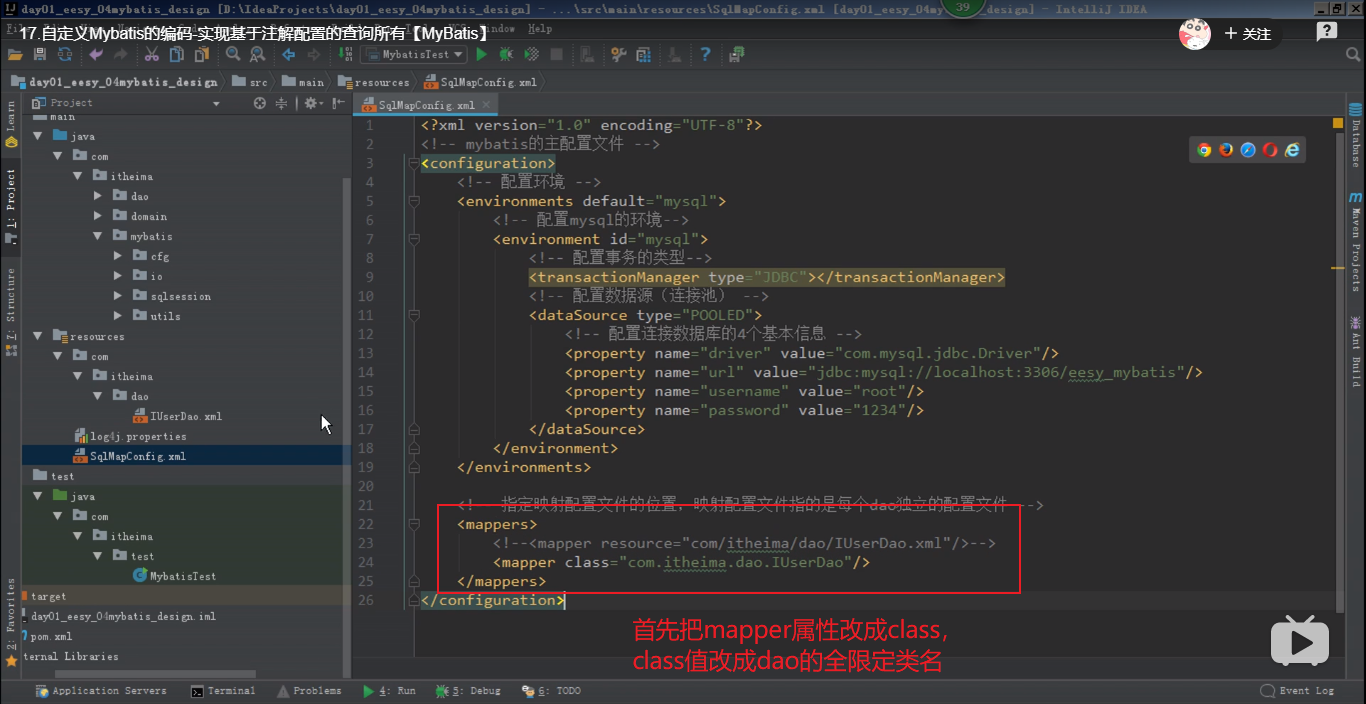 day01_eesy_04mybatis_design [D:\IdeaProjects\day01_eesy_04mybatis_design] - ...\src\main\resources\SqlMapConfig.xml [day01_eesy_04mybatis_design] - IntelliJ IDEA
39
17.自定义Mybatis的编码-实现基于注解配置的查询所有【MyBatis】
Window Help
+ 关注
MybatisTest
day01_eesy_04mybatis_design src main resources SqlMapConfig.xml
Project
SqlMapConfig.xml
Learn
1: Project
7: Structure
2: Favorites
main
java
com
itheima
dao
domain
mybatis
cfg
io
sqlsession
utils
resources
com
itheima
dao
IUserDao.xml
log4j.properties
SqlMapConfig.xml
test
java
com
itheima
test
MybatisTest
target
day01_eesy_04mybatis_design.iml
pom.xml
ternal Libraries
1 <?xml version="1.0" encoding="UTF-8"?>
2 <!-- mybatis的主配置文件 -->
3 <configuration>
4 <!-- 配置环境 -->
5 <environments default="mysql">
6 <!-- 配置mysql的环境-->
7 <environment id="mysql">
8 <!-- 配置事务的类型-->
9 <transactionManager type="JDBC"></transactionManager>
10 <!-- 配置数据源（连接池） -->
11 <dataSource type="POOLED">
12 <!-- 配置连接数据库的4个基本信息 -->
13 <property name="driver" value="com.mysql.jdbc.Driver"/>
14 <property name="url" value="jdbc:mysql://localhost:3306/eesy_mybatis"/>
15 <property name="username" value="root"/>
16 <property name="password" value="1234"/>
17 </dataSource>
18 </environment>
19 </environments>
20
21 <!-- 指定映射配置文件的位置，映射配置文件指的是每个dao独立的配置文件 -->
22 <mappers>
23 <!--<mapper resource="com/itheima/dao/IUserDao.xml"/>-->
24 <mapper class="com.itheima.dao.IUserDao"/>
25 </mappers>
26 </configuration>
首先把mapper属性改成class，
class值改成dao的全限定类名
Database
Maven Projects
Ant Build
Application Servers Terminal Problems 4: Run 5: Debug 6: TODO Event Log